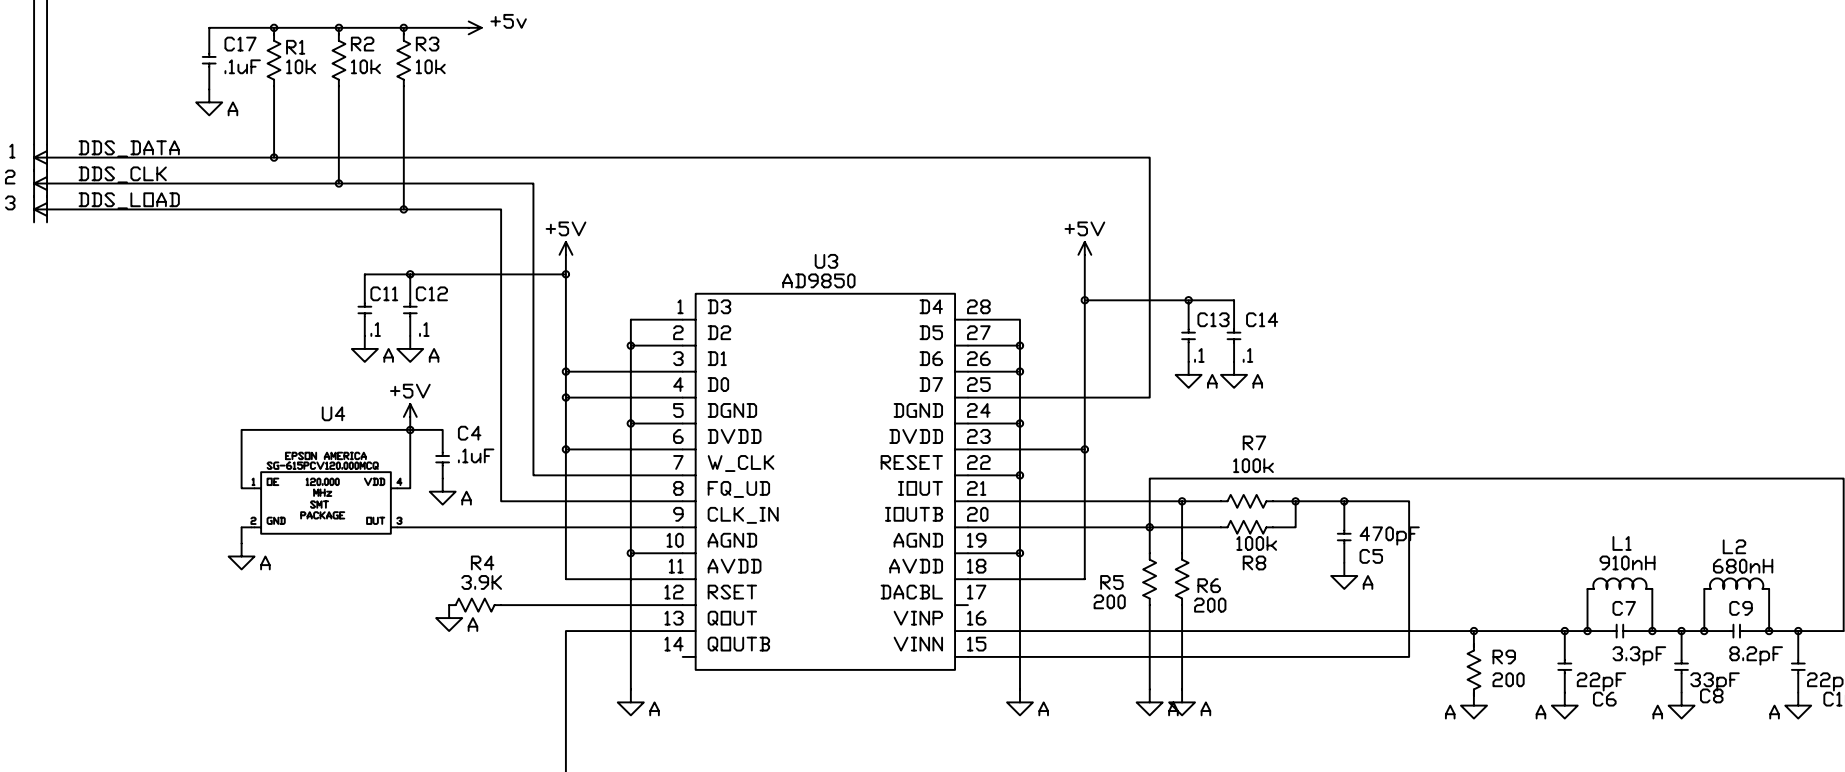 +5v
C17
.1uF
R1
10k
R2
10k
R3
10k
A
1 DDS_DATA
2 DDS_CLK
3 DDS_LOAD
+5V
C11
.1
C12
.1
A A
+5V
U4
C4
.1uF
EPSON AMERICA
SG-615PCV120.000MCQ
1 OE 120.000 VDD 4
MHz
SMT
2 GND PACKAGE OUT 3
A
A
R4
3.9K
A
U3
AD9850
1 D3 D4 28
2 D2 D5 27
3 D1 D6 26
4 D0 D7 25
5 DGND DGND 24
6 DVDD DVDD 23
7 W_CLK RESET 22
8 FQ_UD IOUT 21
9 CLK_IN IOUTB 20
10 AGND AGND 19
11 AVDD AVDD 18
12 RSET DACBL 17
13 QOUT VINP 16
14 QOUTB VINN 15
A A
+5V
C13 C14
.1 .1
A A
R7
100k
100k
R8
470pF
C5
A
R5
200
R6
200
A A
L1
910nH
C7
3.3pF
L2
680nH
C9
8.2pF
R9
200
A
22pF
C6
A
33pF
C8
A
22p
C1
A